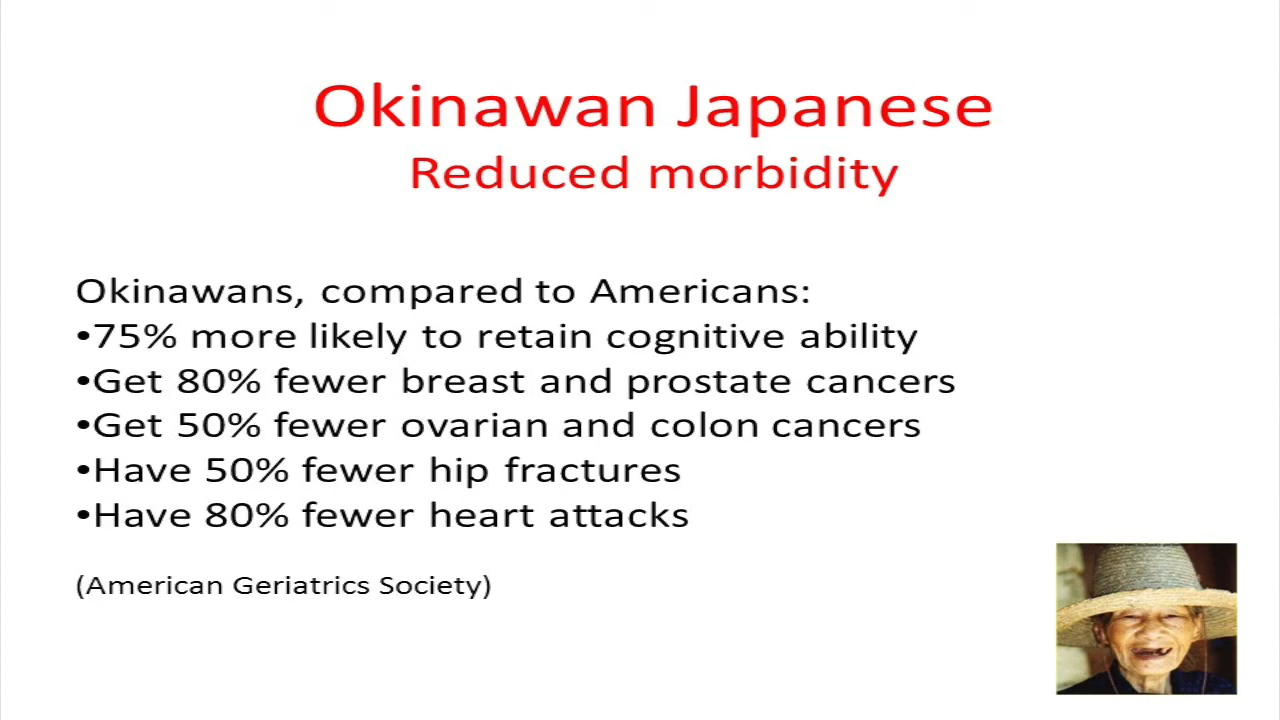 Okinawan Japanese
Reduced morbidity
Okinawans, compared to Americans:
•75% more likely to retain cognitive ability
•Get 80% fewer breast and prostate cancers
•Get 50% fewer ovarian and colon cancers
•Have 50% fewer hip fractures
•Have 80% fewer heart attacks
(American Geriatrics Society)